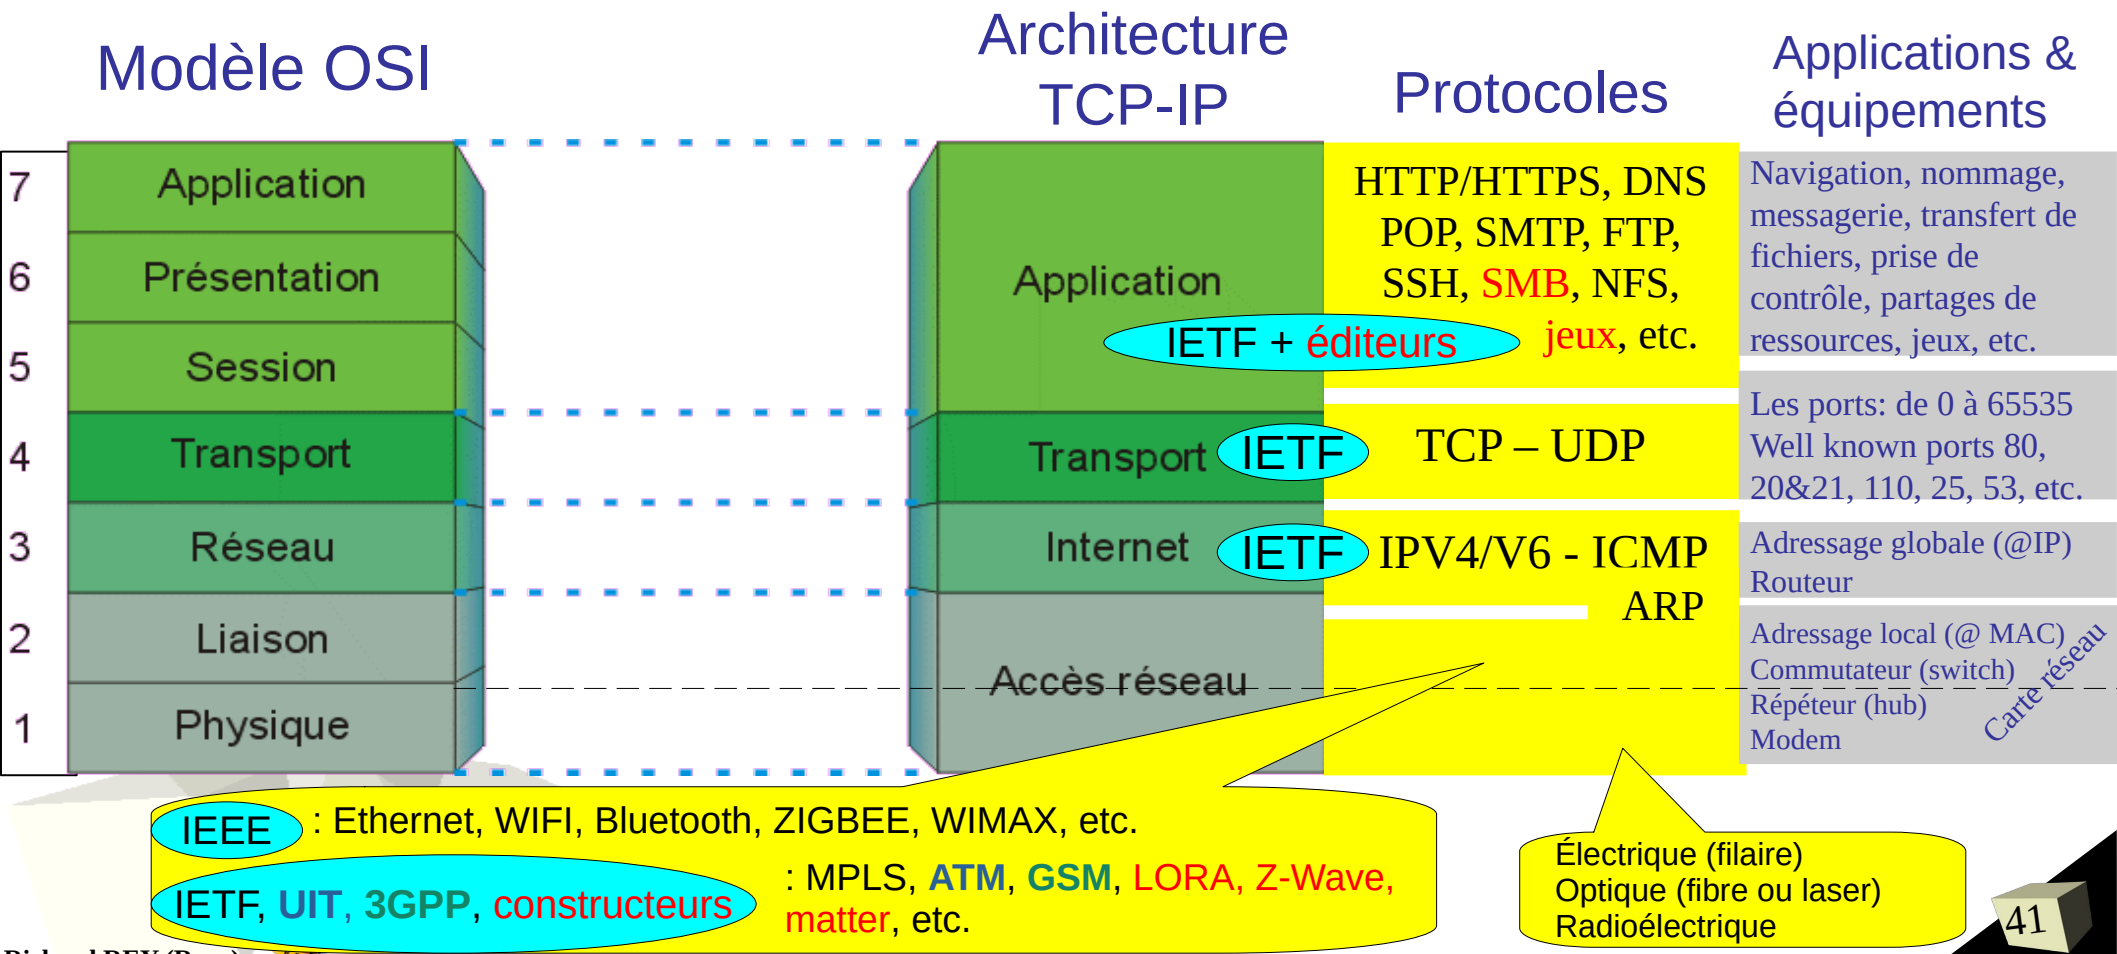 Modèle OSI
Architecture
TCP-IP
Protocoles
Applications &
équipements
7
Application
6
Présentation
5
Session
4
Transport
3
Réseau
2
Liaison
1
Physique
Application
IETF + éditeurs
Transport
IETF
Internet
IETF
Accès réseau
HTTP/HTTPS, DNS
POP, SMTP, FTP,
SSH, SMB, NFS,
jeux, etc.
TCP – UDP
IPV4/V6 - ICMP
ARP
Navigation, nommage,
messagerie, transfert de
fichiers, prise de
contrôle, partages de
ressources, jeux, etc.
Les ports: de 0 à 65535
Well known ports 80,
20&21, 110, 25, 53, etc.
Adressage globale (@IP)
Routeur
Adressage local (@ MAC)
Commutateur (switch)
Répéteur (hub)
Modem
Carte réseau
IEEE : Ethernet, WIFI, Bluetooth, ZIGBEE, WIMAX, etc.
IETF, UIT, 3GPP, constructeurs : MPLS, ATM, GSM, LORA, Z-Wave,
matter, etc.
Électrique (filaire)
Optique (fibre ou laser)
Radioélectrique
41